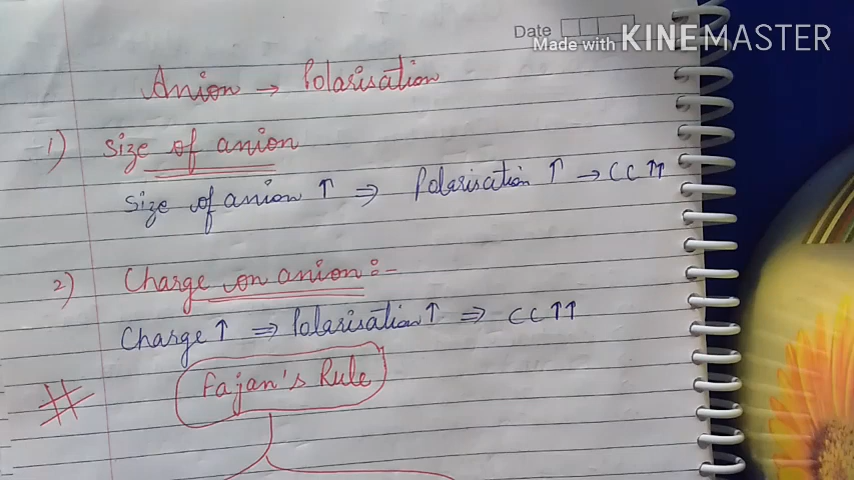 Date
Made with KINEMASTER
Anion → Polarisation
1) Size of anion
Size of anion ↑ ⇒ Polarisation ↑ → CC ↑↑
2) Charge on anion :-
Charge ↑ ⇒ Polarisation ↑ ⇒ CC ↑↑
# Fajan's Rule